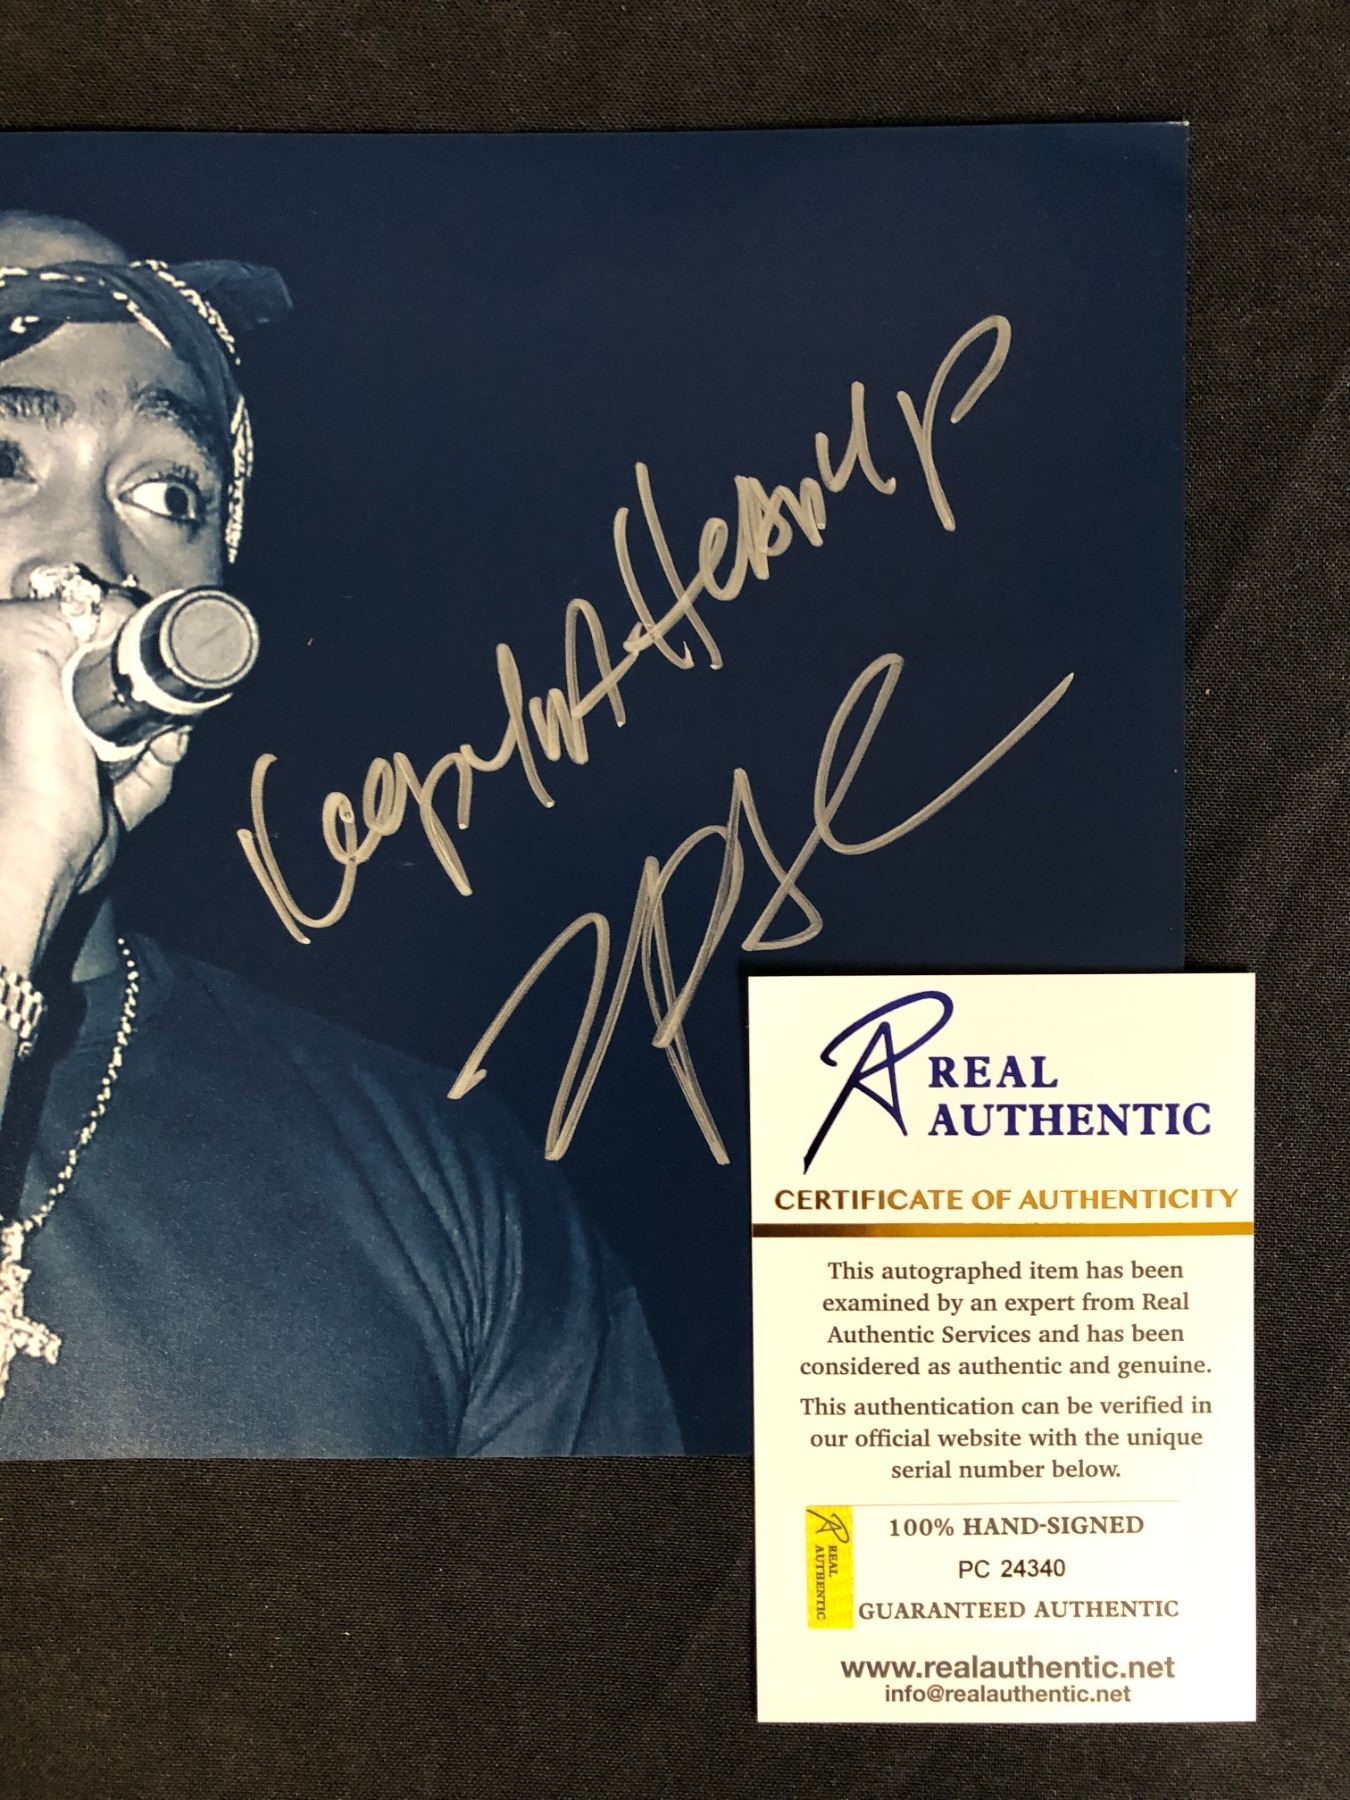 Keep Ya Head Up
REAL
AUTHENTIC
CERTIFICATE OF AUTHENTICITY
This autographed item has been
examined by an expert from Real
Authentic Services and has been
considered as authentic and genuine.
This authentication can be verified in
our official website with the unique
serial number below.
REAL
AUTHENTIC
100% HAND-SIGNED
PC 24340
GUARANTEED AUTHENTIC
www.realauthentic.net
info@realauthentic.net